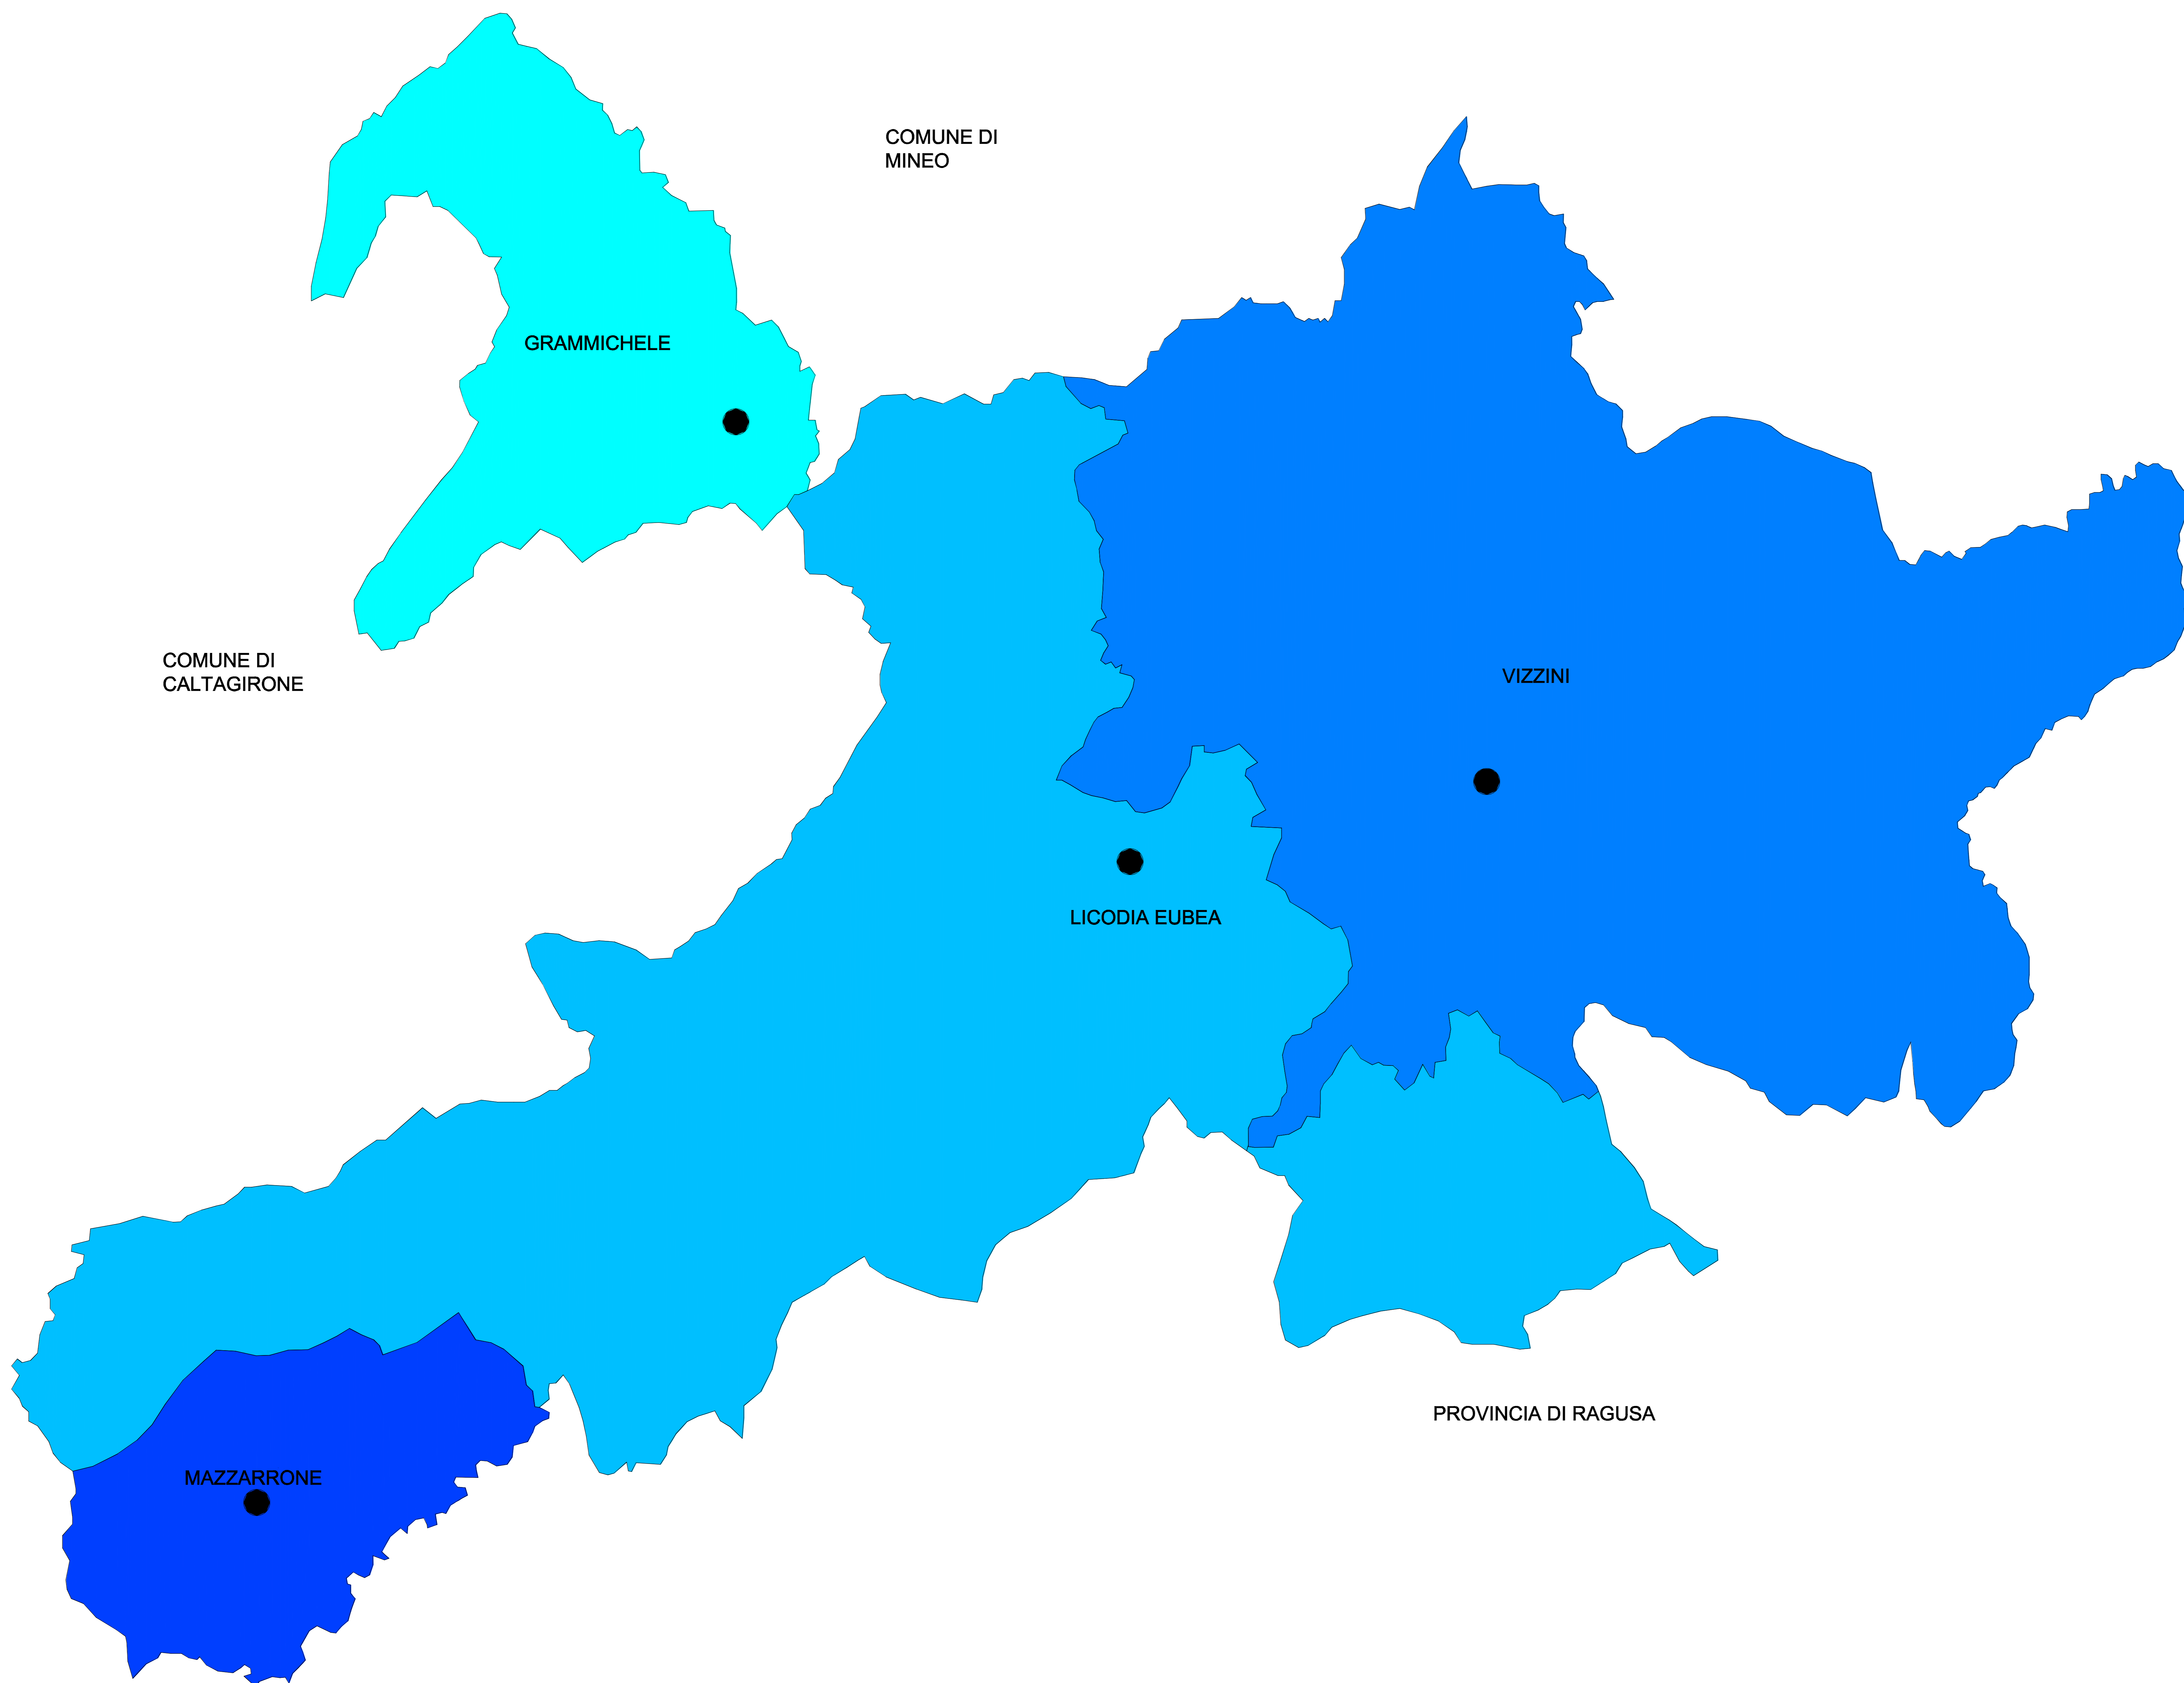 COMUNE DI
MINEO
GRAMMICHELE
COMUNE DI
CALTAGIRONE
VIZZINI
LICODIA EUBEA
PROVINCIA DI RAGUSA
MAZZARRONE